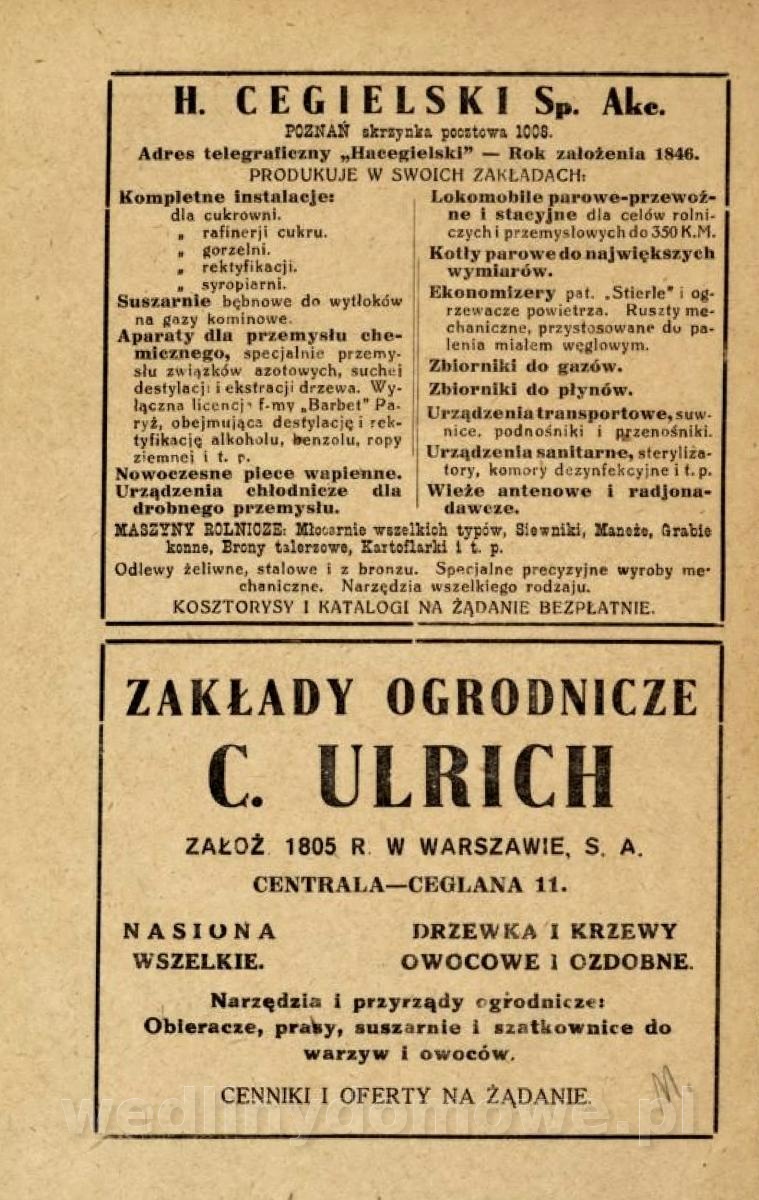 H. CEGIELSKI Sp. Akc.
POZNAŃ skrzynka pocztowa 1008.
Adres telegraficzny „Hacegielski” — Rok założenia 1846.
PRODUKUJE W SWOICH ZAKŁADACH:
Kompletne instalacje:
dla cukrowni.
„ rafinerji cukru.
„ gorzelni.
„ rektyfikacji.
„ syropiarni.
Suszarnie bębnowe do wytłoków
na gazy kominowe.
Aparaty dla przemysłu che-
micznego, specjalnie przemy-
słu związków azotowych, suchej
destylacji i ekstracji drzewa. Wy-
łączna licencja f-my „Barbet” Pa-
ryż, obejmująca destylację i rek-
tyfikację alkoholu, benzolu, ropy
ziemnej i t. p.
Nowoczesne piece wapienne.
Urządzenia chłodnicze dla
drobnego przemysłu.
Lokomobile parowe-przewoź-
ne i stacyjne dla celów rolni-
czych i przemysłowych do 350 K.M.
Kotły parowe do największych
wymiarów.
Ekonomizery pat. „Stierle” i og-
rzewacze powietrza. Ruszty me-
chaniczne, przystosowane do pa-
lenia miałem węglowym.
Zbiorniki do gazów.
Zbiorniki do płynów.
Urządzenia transportowe, suw-
nice, podnośniki i przenośniki.
Urządzenia sanitarne, steryliza-
tory, komory dezynfekcyjne i t. p.
Wieże antenowe i radjona-
dawcze.
MASZYNY ROLNICZE: Młocarnie wszelkich typów, Siewniki, Maneże, Grabie
konne, Brony talerzowe, Kartoflarki i t. p.
Odlewy żeliwne, stalowe i z bronzu. Specjalne precyzyjne wyroby me-
chaniczne. Narzędzia wszelkiego rodzaju.
KOSZTORYSY I KATALOGI NA ŻĄDANIE BEZPŁATNIE.
ZAKŁADY OGRODNICZE
C. ULRICH
ZAŁOŻ. 1805 R. W WARSZAWIE, S. A.
CENTRALA—CEGLANA 11.
NASIONA
WSZELKIE.
DRZEWKA I KRZEWY
OWOCOWE I OZDOBNE.
Narzędzia i przyrządy ogrodnicze:
Obieracze, prasy, suszarnie i szatkownice do
warzyw i owoców.
CENNIKI I OFERTY NA ŻĄDANIE.
M.
wedlinydomowe.pl